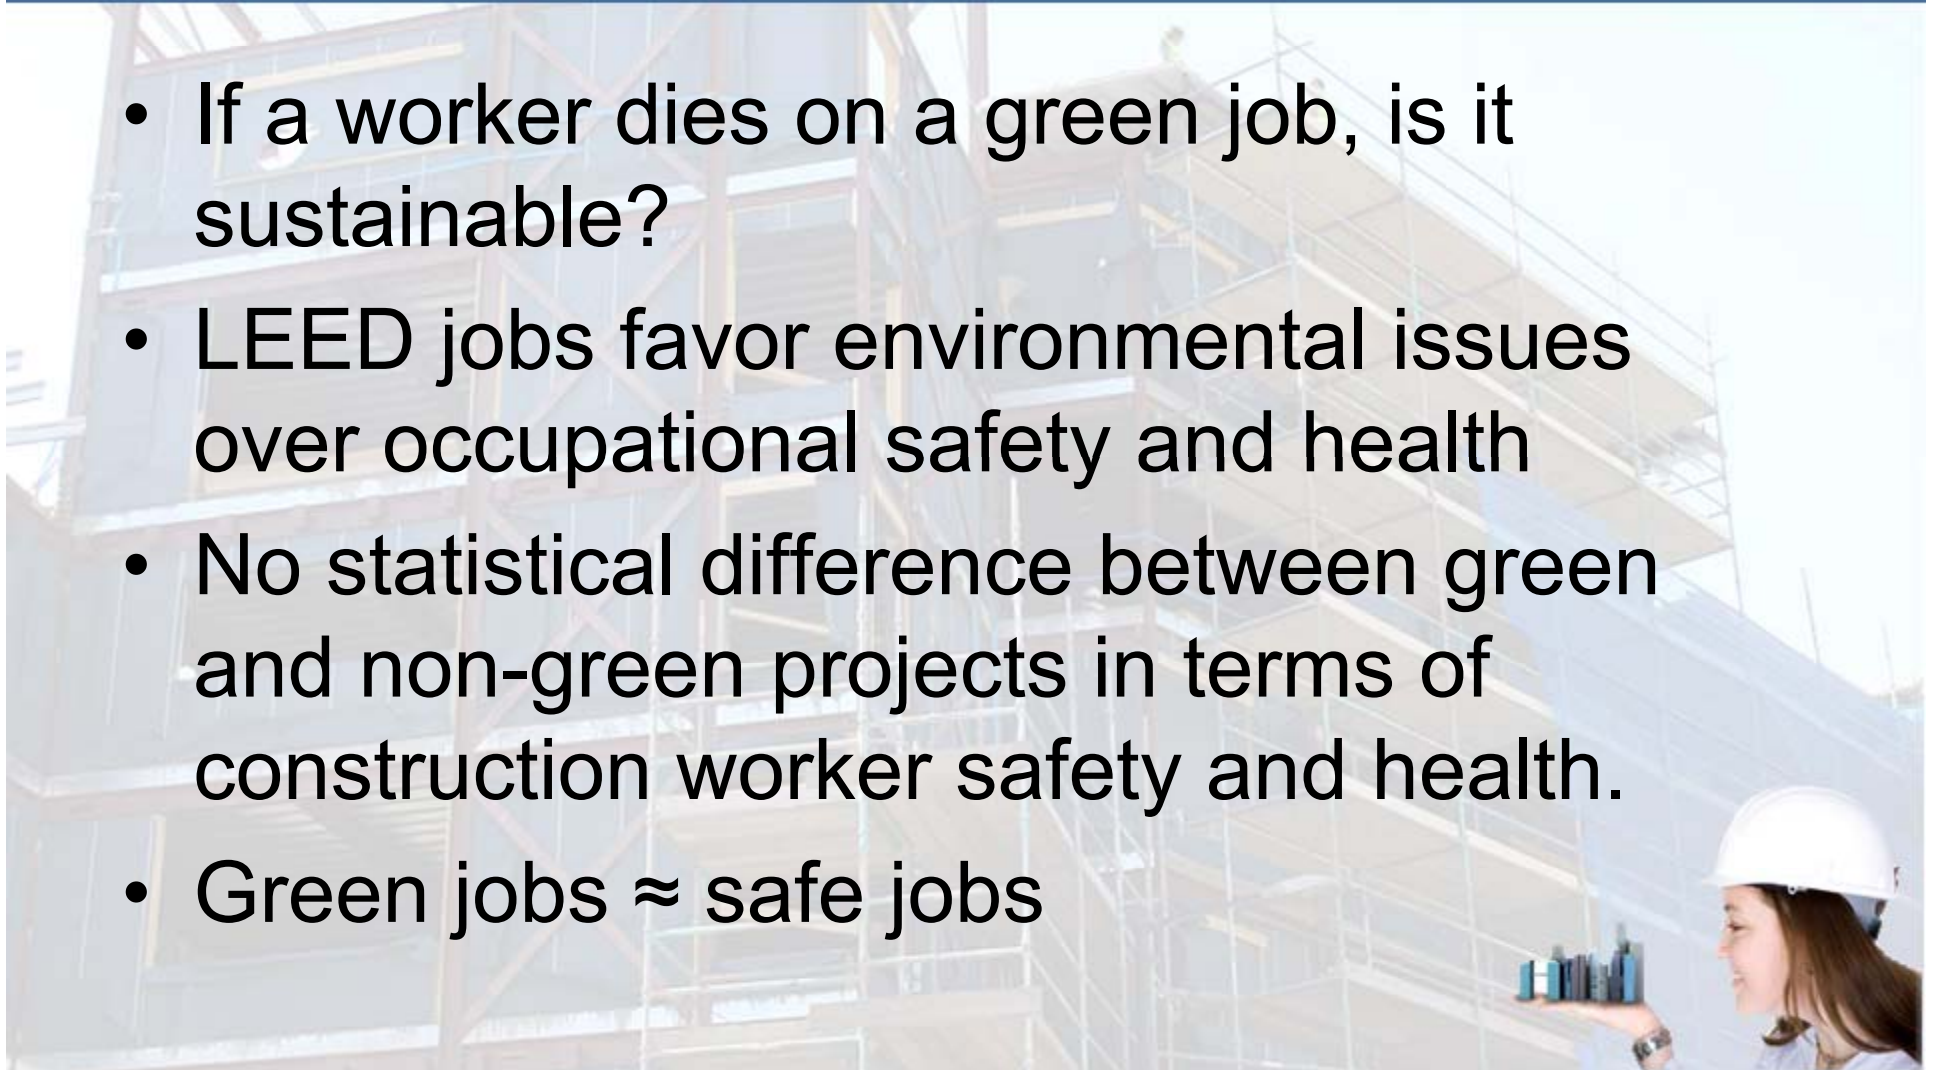 • If a worker dies on a green job, is it
sustainable?
• LEED jobs favor environmental issues
over occupational safety and health
• No statistical difference between green
and non-green projects in terms of
construction worker safety and health.
• Green jobs ≈ safe jobs